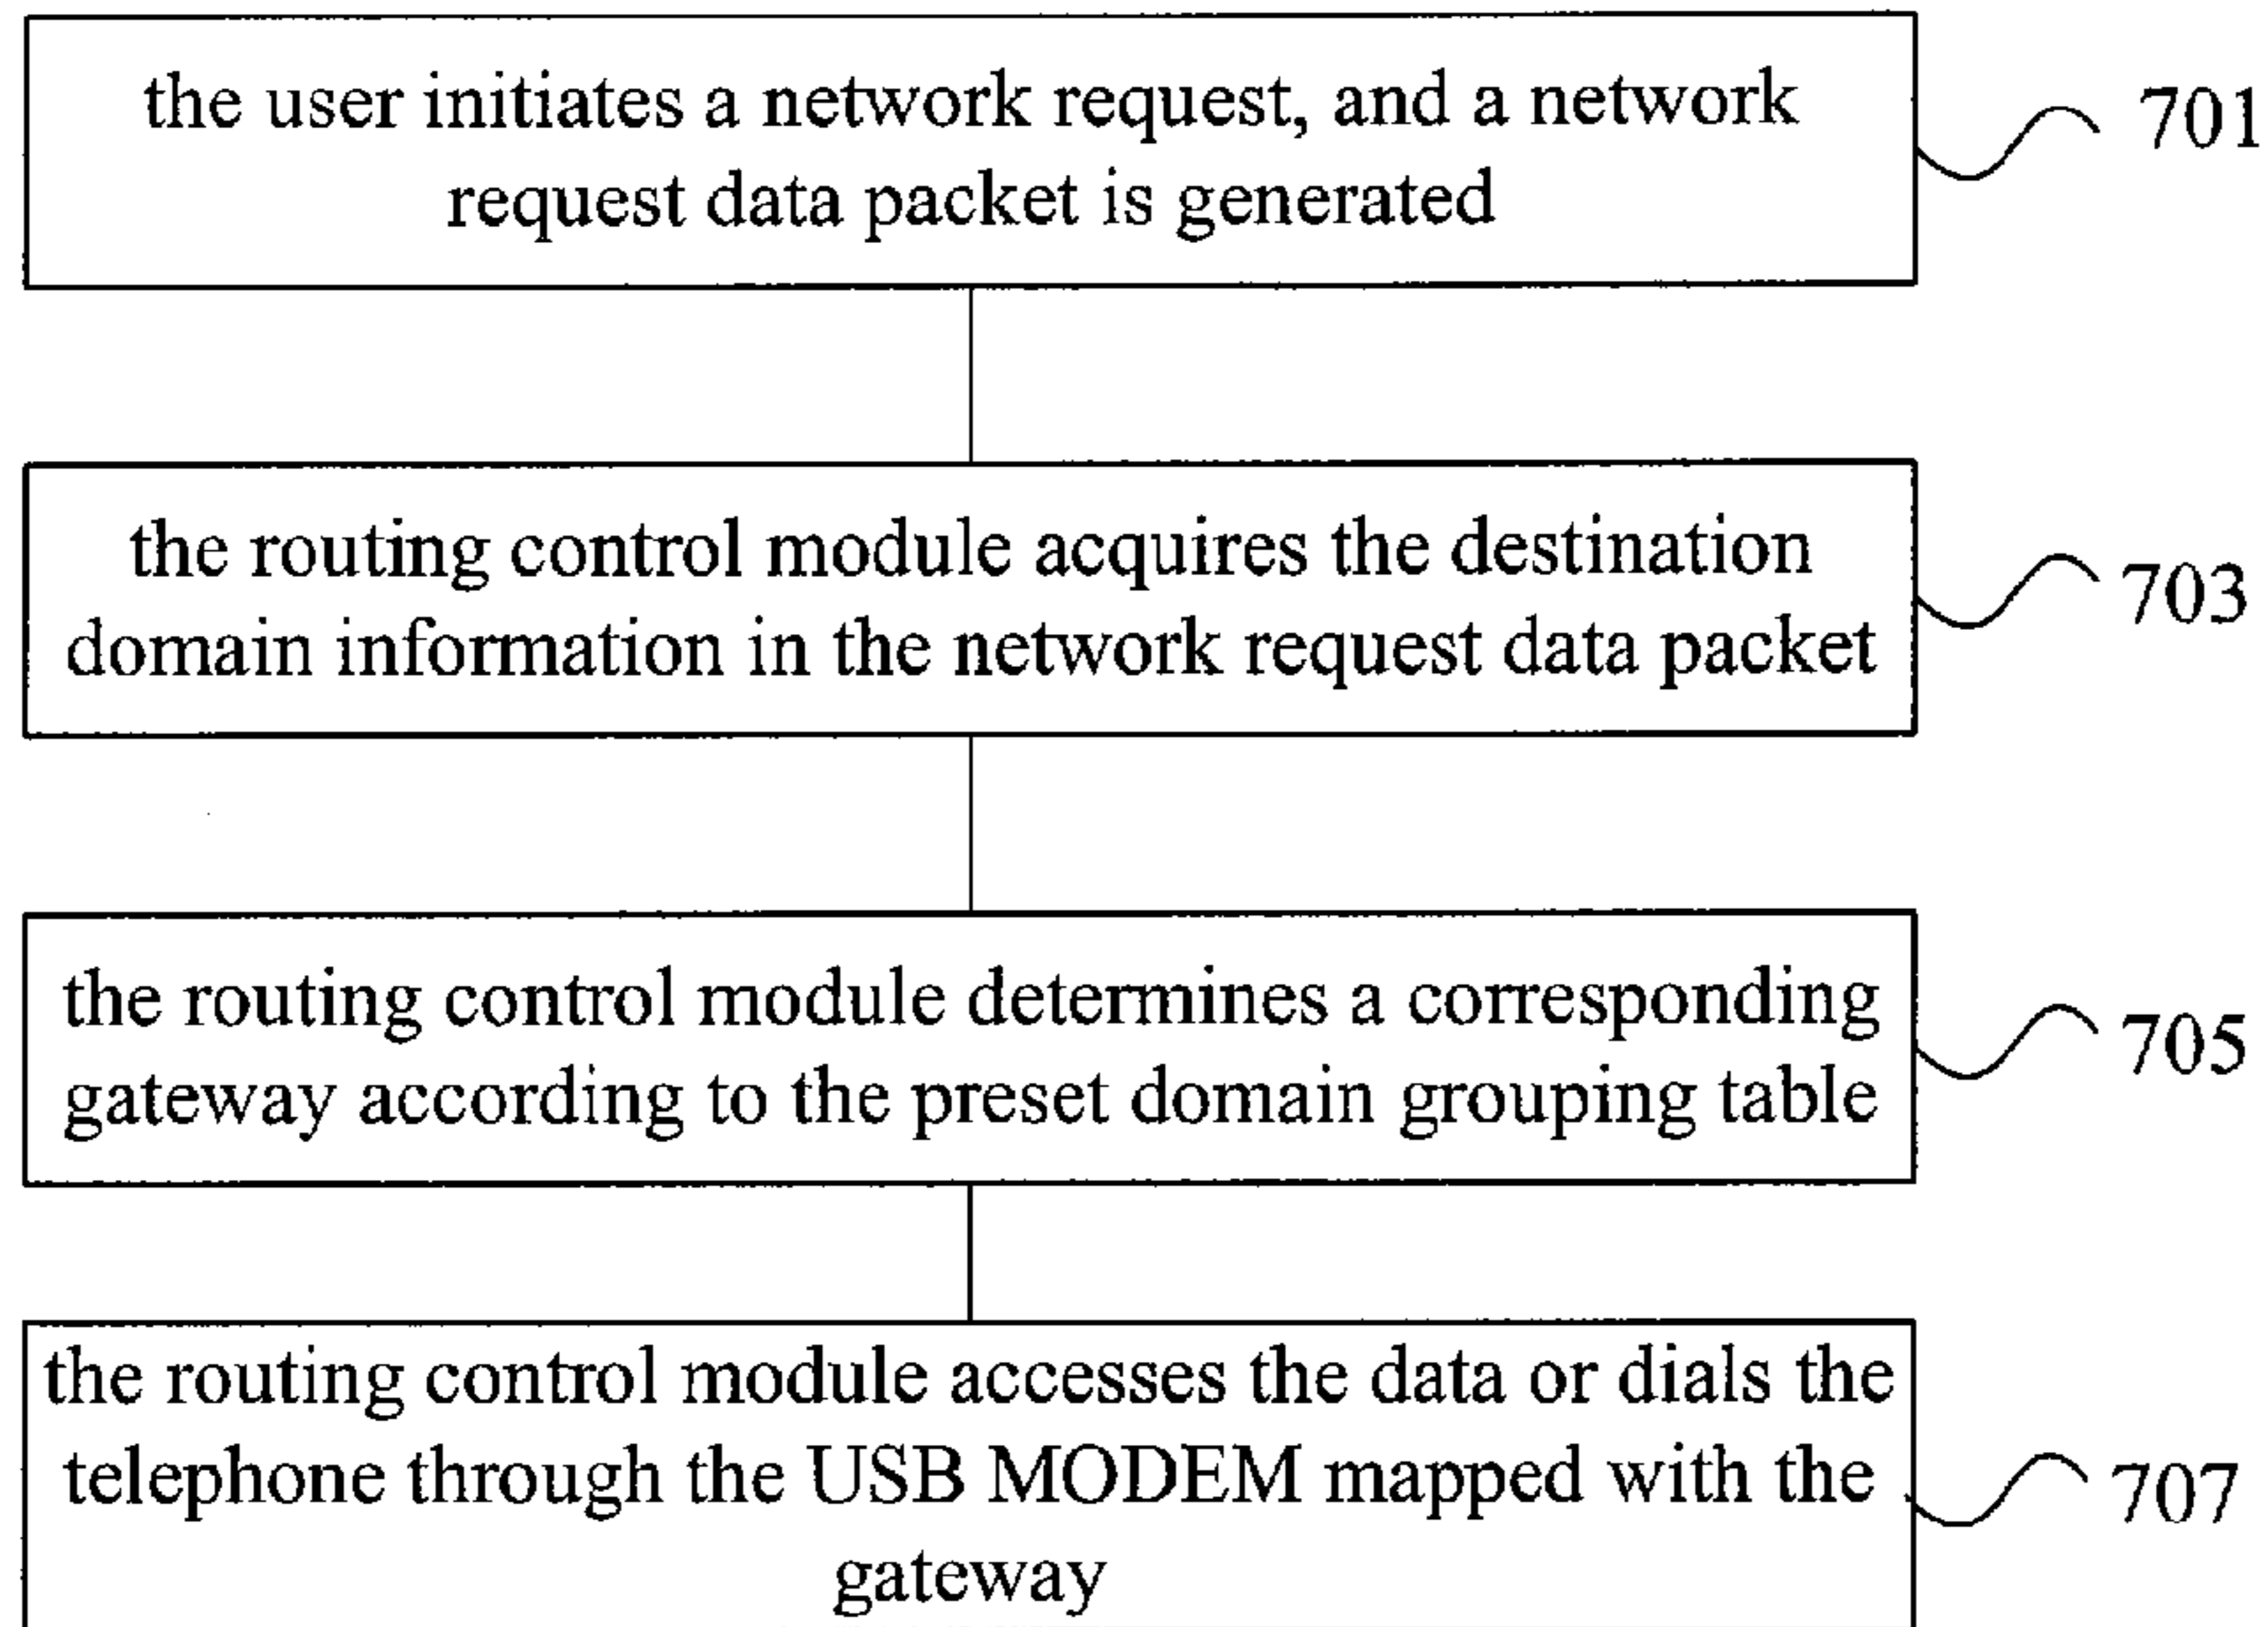 the user initiates a network request, and a network
request data packet is generated
701
the routing control module acquires the destination
domain information in the network request data packet
703
the routing control module determines a corresponding
gateway according to the preset domain grouping table
705
the routing control module accesses the data or dials the
telephone through the USB MODEM mapped with the
gateway
707